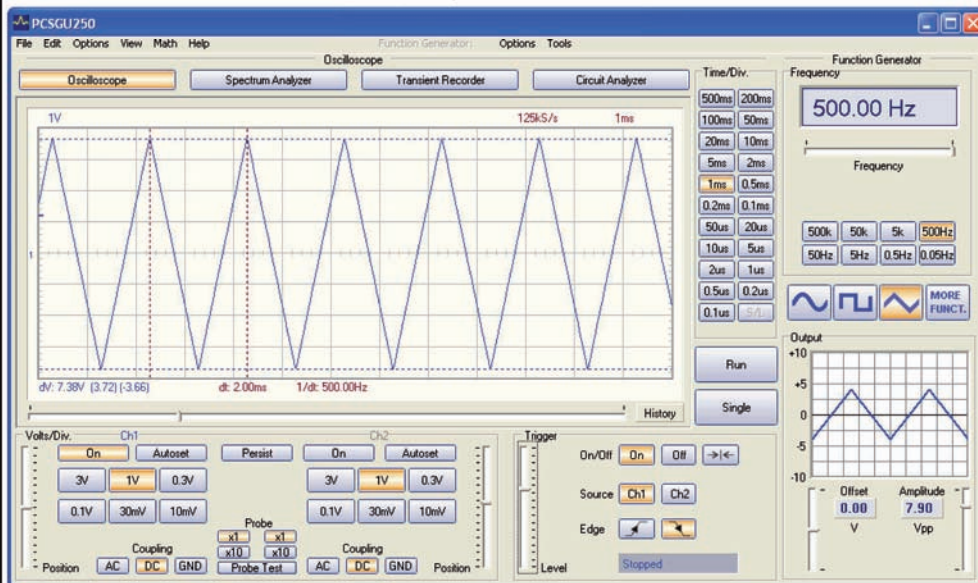 PCSGU250
File Edit Options View Math Help Function Generator: Options Tools
Oscilloscope
Oscilloscope Spectrum Analyzer Transient Recorder Circuit Analyzer
1V 125kS/s 1ms
1
dV: 7.38V (3.72) (-3.66) dt: 2.00ms 1/dt: 500.00Hz
History
Time/Div.
500ms 200ms
100ms 50ms
20ms 10ms
5ms 2ms
1ms 0.5ms
0.2ms 0.1ms
50us 20us
10us 5us
2us 1us
0.5us 0.2us
0.1us
Run
Single
Function Generator
Frequency
500.00 Hz
Frequency
500k 50k 5k 500Hz
50Hz 5Hz 0.5Hz 0.05Hz
MORE
FUNCT.
Output
+10
+5
0
-5
-10
Offset Amplitude
0.00 7.90
V Vpp
Volts/Div. Ch1 Ch2
On Autoset Persist On Autoset
3V 1V 0.3V 3V 1V 0.3V
0.1V 30mV 10mV 0.1V 30mV 10mV
Probe
x1 x1
x10 x10
Probe Test
Coupling Coupling
Position AC DC GND AC DC GND Position
Trigger
On/Off On Off
Source Ch1 Ch2
Edge
Level Stopped